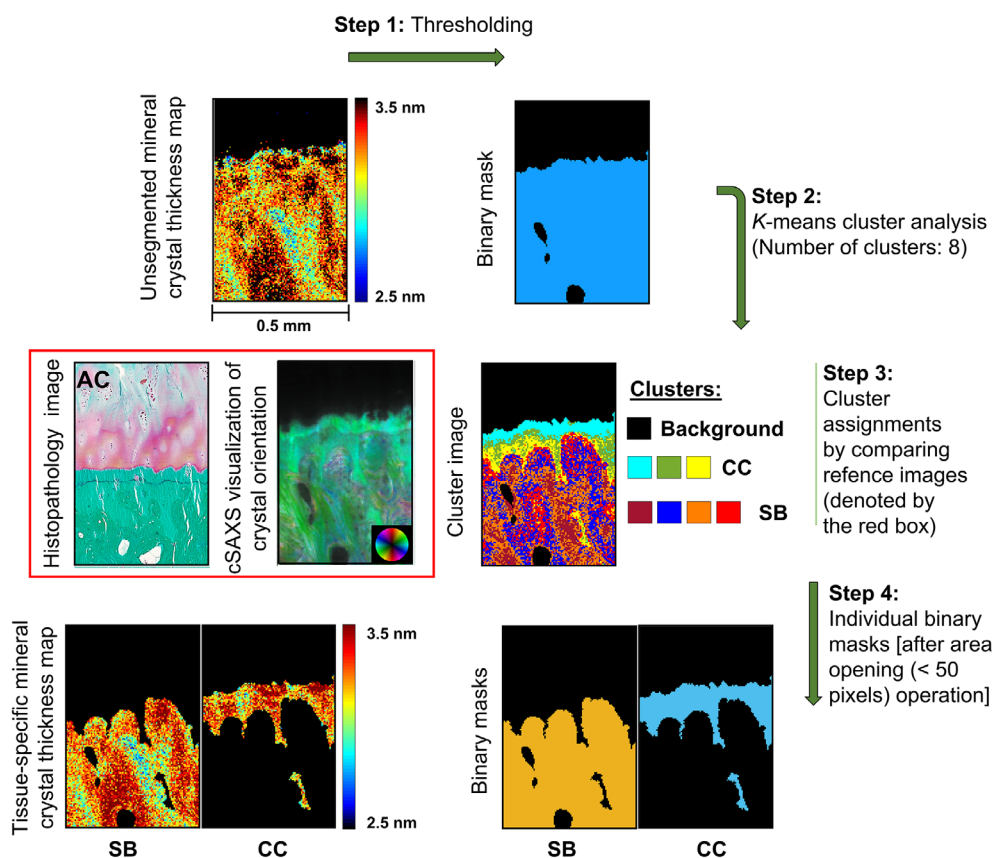 Step 1: Thresholding
Unsegmented mineral
crystal thickness map
3.5 nm
2.5 nm
0.5 mm
Binary mask
Step 2:
K-means cluster analysis
(Number of clusters: 8)
Histopathology image
AC
cSAXS visualization of
crystal orientation
Cluster image
Clusters:
Background
CC
SB
Step 3:
Cluster
assignments
by comparing
refence images
(denoted by
the red box)
Tissue-specific mineral
crystal thickness map
3.5 nm
2.5 nm
SB
CC
Binary masks
SB
CC
Step 4:
Individual binary
masks [after area
opening (< 50
pixels) operation]